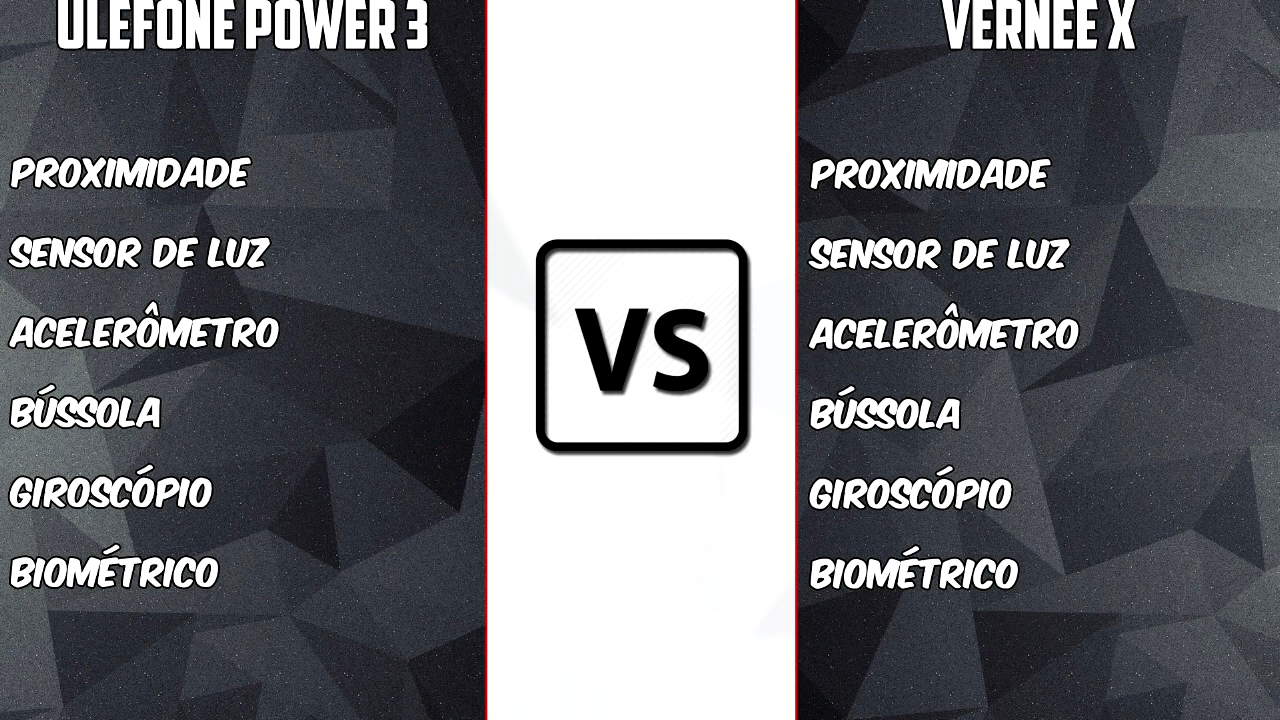 ULEFONE POWER 3
PROXIMIDADE
SENSOR DE LUZ
ACELERÔMETRO
BÚSSOLA
GIROSCÓPIO
BIOMÉTRICO
VS
VERNEE X
PROXIMIDADE
SENSOR DE LUZ
ACELERÔMETRO
BÚSSOLA
GIROSCÓPIO
BIOMÉTRICO